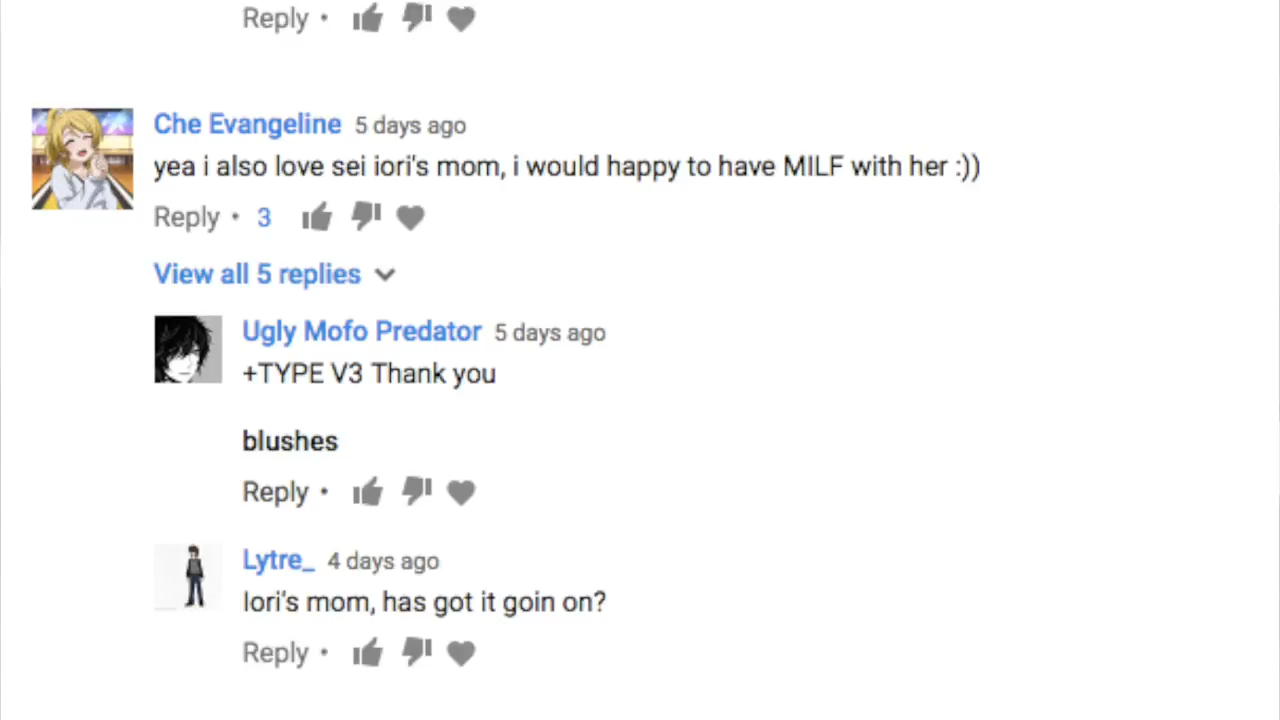 Reply •
Che Evangeline 5 days ago
yea i also love sei iori's mom, i would happy to have MILF with her :))
Reply • 3
View all 5 replies
Ugly Mofo Predator 5 days ago
+TYPE V3 Thank you
blushes
Reply •
Lytre_ 4 days ago
Iori's mom, has got it goin on?
Reply •